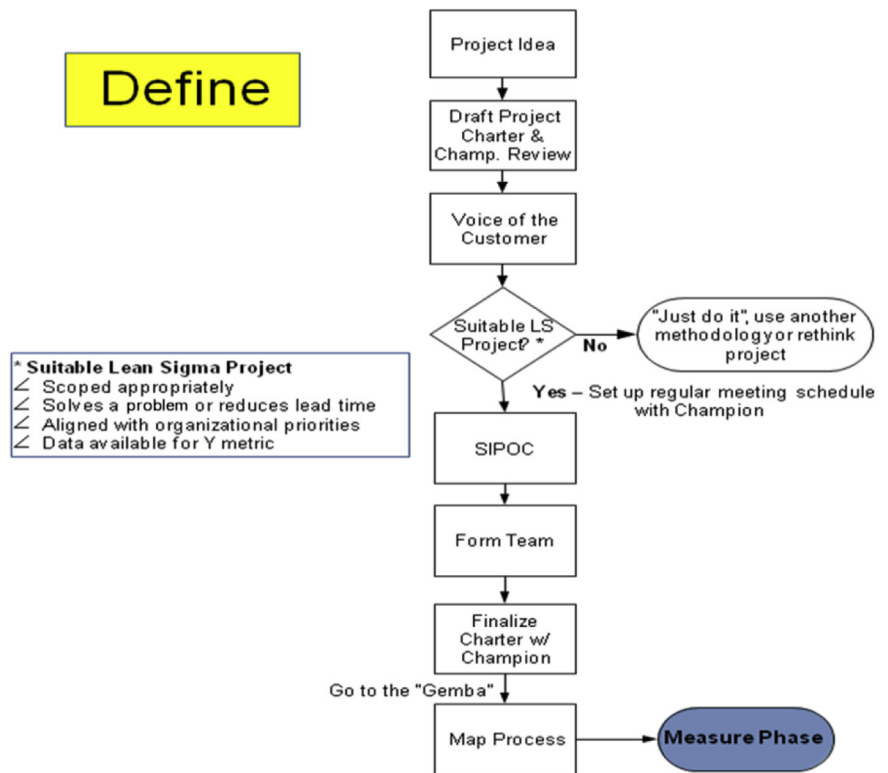 Define
Project Idea
Draft Project
Charter &
Champ. Review
Voice of the
Customer
Suitable LS
Project? *
No
"Just do it", use another
methodology or rethink
project
Yes – Set up regular meeting schedule
with Champion
* Suitable Lean Sigma Project
∠ Scoped appropriately
∠ Solves a problem or reduces lead time
∠ Aligned with organizational priorities
∠ Data available for Y metric
SIPOC
Form Team
Finalize
Charter w/
Champion
Go to the "Gemba"
Map Process
Measure Phase